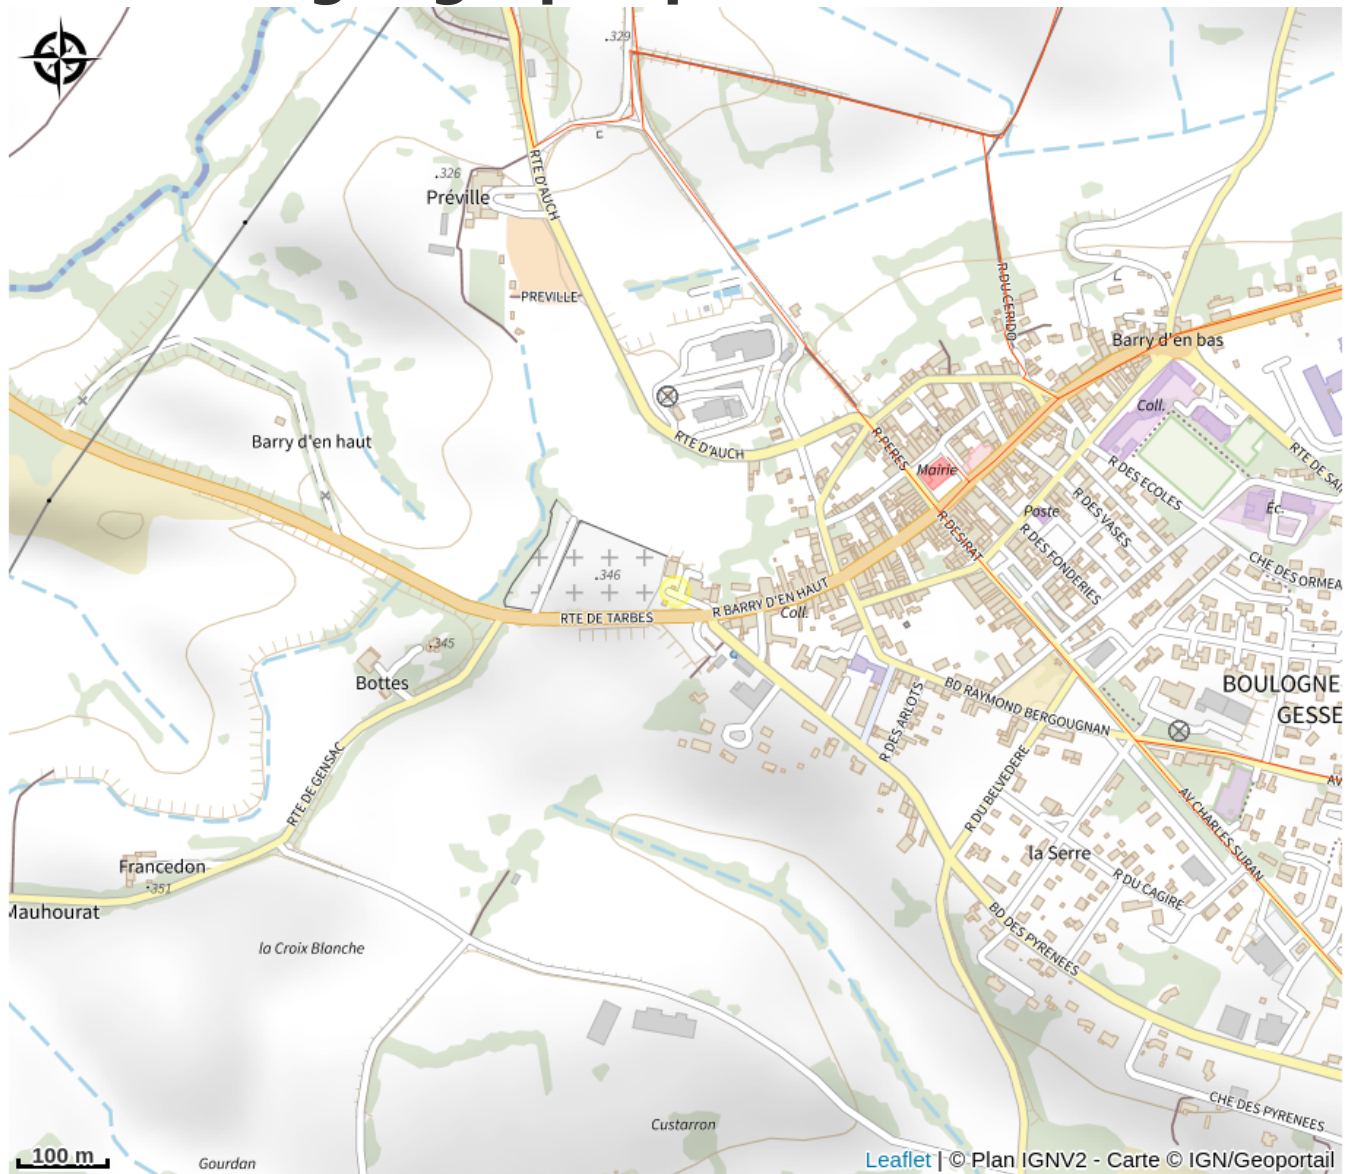 .329
RTE D'AUCH
.326
Préville
PREVILLE
R DU CERIDO
Barry d'en bas
Coll.
Barry d'en haut
RTE D'AUCH
R PERES
Mairie
R DES ECOLES
RTE DE SAI
R DES VASES
Éc.
Poste
R DESIRAT
R DES FONDERIES
CHE DES ORMEA
.346
R BARRY D'EN HAUT
Coll.
RTE DE TARBES
.345
Bottes
BOULOGNE
GESSE
BD RAYMOND BERGOUGNAN
R DES ARLOTS
RTE DE GENSAC
R DU BELVEDERE
AV
AV CHARLES SURAN
la Serre
Francedon
.351
R DU CAGIRE
Mauhourat
la Croix Blanche
BD DES PYRENEES
CHE DES PYRENEES
Custarron
100 m
Gourdan
Leaflet | © Plan IGNV2 - Carte © IGN/Geoportail